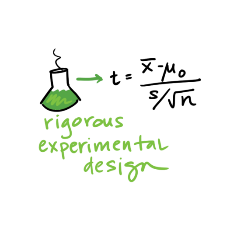 t = x̄-μ₀ / s/√n
rigorous
experimental
design